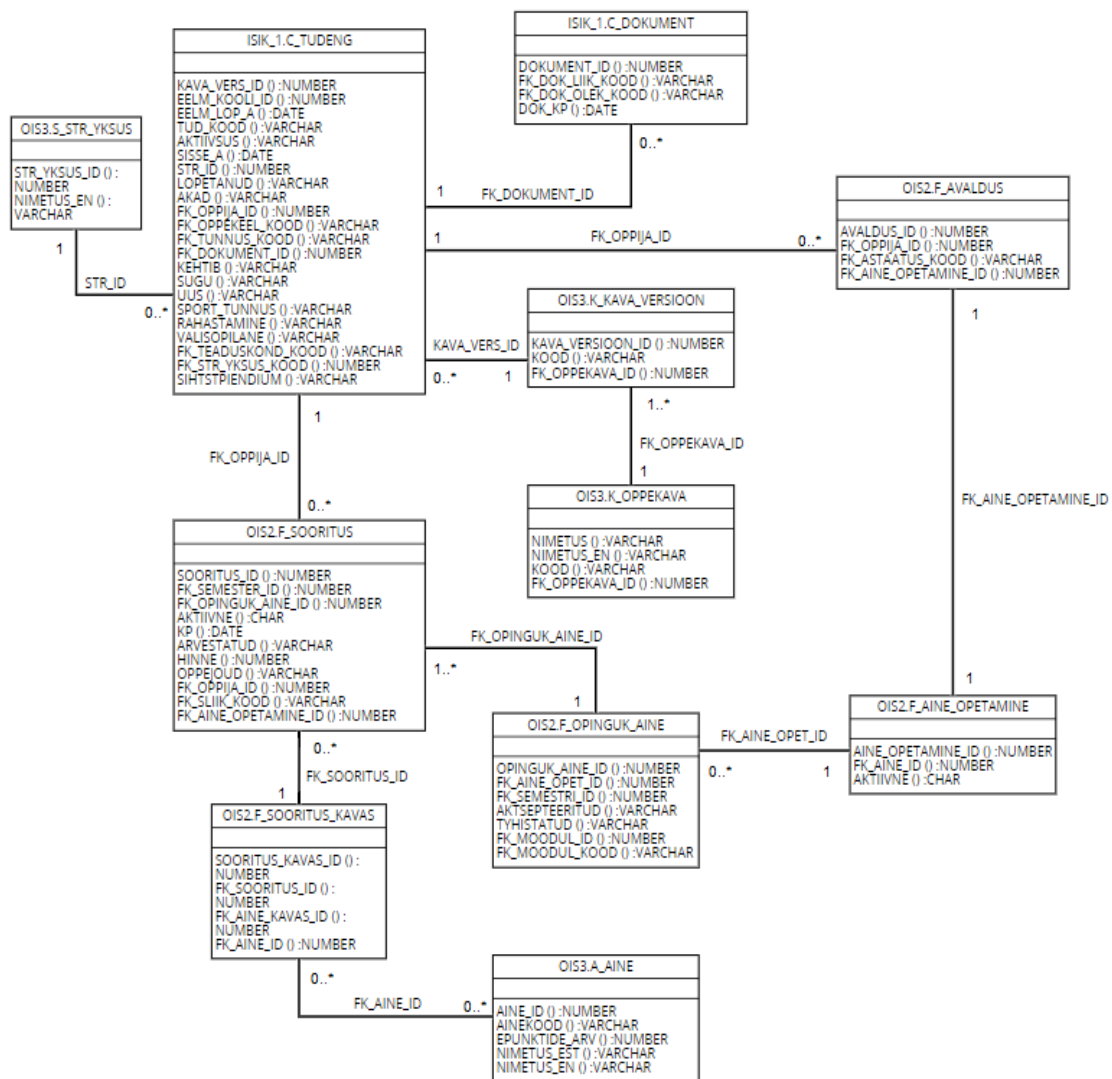 ISIK_1.C_TUDENG
KAVA_VERS_ID () :NUMBER
EELM_KOOLI_ID () :NUMBER
EELM_LOP_A () :DATE
TUD_KOOD () :VARCHAR
AKTIIVSUS () :VARCHAR
SISSE_A () :DATE
STR_ID () :NUMBER
LOPETANUD () :VARCHAR
AKAD () :VARCHAR
FK_OPPIJA_ID () :NUMBER
FK_OPPEKEEL_KOOD () :VARCHAR
FK_TUNNUS_KOOD () :VARCHAR
FK_DOKUMENT_ID () :NUMBER
KEHTIB () :VARCHAR
SUGU () :VARCHAR
UUS () :VARCHAR
SPORT_TUNNUS () :VARCHAR
RAHASTAMINE () :VARCHAR
VALISOPILANE () :VARCHAR
FK_TEADUSKOND_KOOD () :VARCHAR
FK_STR_YKSUS_KOOD () :NUMBER
SIHTSTPIENDIUM () :VARCHAR
ISIK_1.C_DOKUMENT
DOKUMENT_ID () :NUMBER
FK_DOK_LIIK_KOOD () :VARCHAR
FK_DOK_OLEK_KOOD () :VARCHAR
DOK_KP () :DATE
0..*
1
FK_DOKUMENT_ID
OIS3.S_STR_YKSUS
STR_YKSUS_ID () :
NUMBER
NIMETUS_EN () :
VARCHAR
1
STR_ID
0..*
OIS2.F_AVALDUS
AVALDUS_ID () :NUMBER
FK_OPPIJA_ID () :NUMBER
FK_ASTAATUS_KOOD () :VARCHAR
FK_AINE_OPETAMINE_ID () :NUMBER
1
FK_OPPIJA_ID
0..*
1
OIS3.K_KAVA_VERSIOON
KAVA_VERSIOON_ID () :NUMBER
KOOD () :VARCHAR
FK_OPPEKAVA_ID () :NUMBER
KAVA_VERS_ID
0..*
1
1..*
FK_OPPEKAVA_ID
1
OIS3.K_OPPEKAVA
NIMETUS () :VARCHAR
NIMETUS_EN () :VARCHAR
KOOD () :VARCHAR
FK_OPPEKAVA_ID () :NUMBER
1
FK_OPPIJA_ID
0..*
FK_AINE_OPETAMINE_ID
OIS2.F_SOORITUS
SOORITUS_ID () :NUMBER
FK_SEMESTER_ID () :NUMBER
FK_OPINGUK_AINE_ID () :NUMBER
AKTIIVNE () :CHAR
KP () :DATE
ARVESTATUD () :VARCHAR
HINNE () :NUMBER
OPPEJOUD () :VARCHAR
FK_OPPIJA_ID () :NUMBER
FK_SLIIK_KOOD () :VARCHAR
FK_AINE_OPETAMINE_ID () :NUMBER
FK_OPINGUK_AINE_ID
1..*
1
1
OIS2.F_OPINGUK_AINE
OPINGUK_AINE_ID () :NUMBER
FK_AINE_OPET_ID () :NUMBER
FK_SEMESTRI_ID () :NUMBER
AKTSEPTEERITUD () :VARCHAR
TYHISTATUD () :VARCHAR
FK_MOODUL_ID () :NUMBER
FK_MOODUL_KOOD () :VARCHAR
FK_AINE_OPET_ID
0..*
1
OIS2.F_AINE_OPETAMINE
AINE_OPETAMINE_ID () :NUMBER
FK_AINE_ID () :NUMBER
AKTIIVNE () :CHAR
0..*
FK_SOORITUS_ID
1
OIS2.F_SOORITUS_KAVAS
SOORITUS_KAVAS_ID () :
NUMBER
FK_SOORITUS_ID () :
NUMBER
FK_AINE_KAVAS_ID () :
NUMBER
FK_AINE_ID () :NUMBER
0..*
FK_AINE_ID
0..*
OIS3.A_AINE
AINE_ID () :NUMBER
AINEKOOD () :VARCHAR
EPUNKTIDE_ARV () :NUMBER
NIMETUS_EST () :VARCHAR
NIMETUS_EN () :VARCHAR